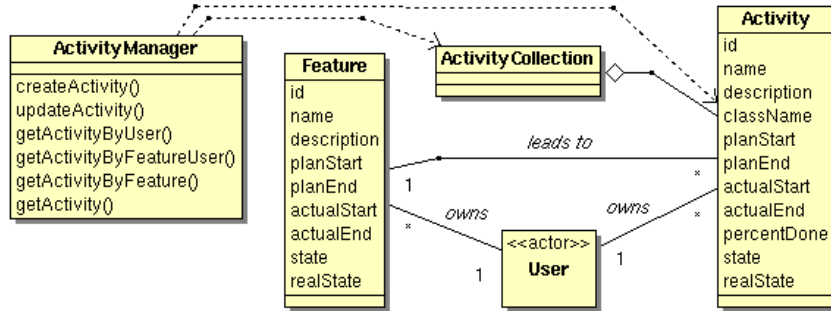 ActivityManager
createActivity()
updateActivity()
getActivityByUser()
getActivityByFeatureUser()
getActivityByFeature()
getActivity()
Feature
id
name
description
planStart
planEnd
actualStart
actualEnd
state
realState
ActivityCollection
Activity
id
name
description
className
planStart
planEnd
actualStart
actualEnd
percentDone
state
realState
leads to
1
*
owns
*
1
owns
*
1
<<actor>>
User